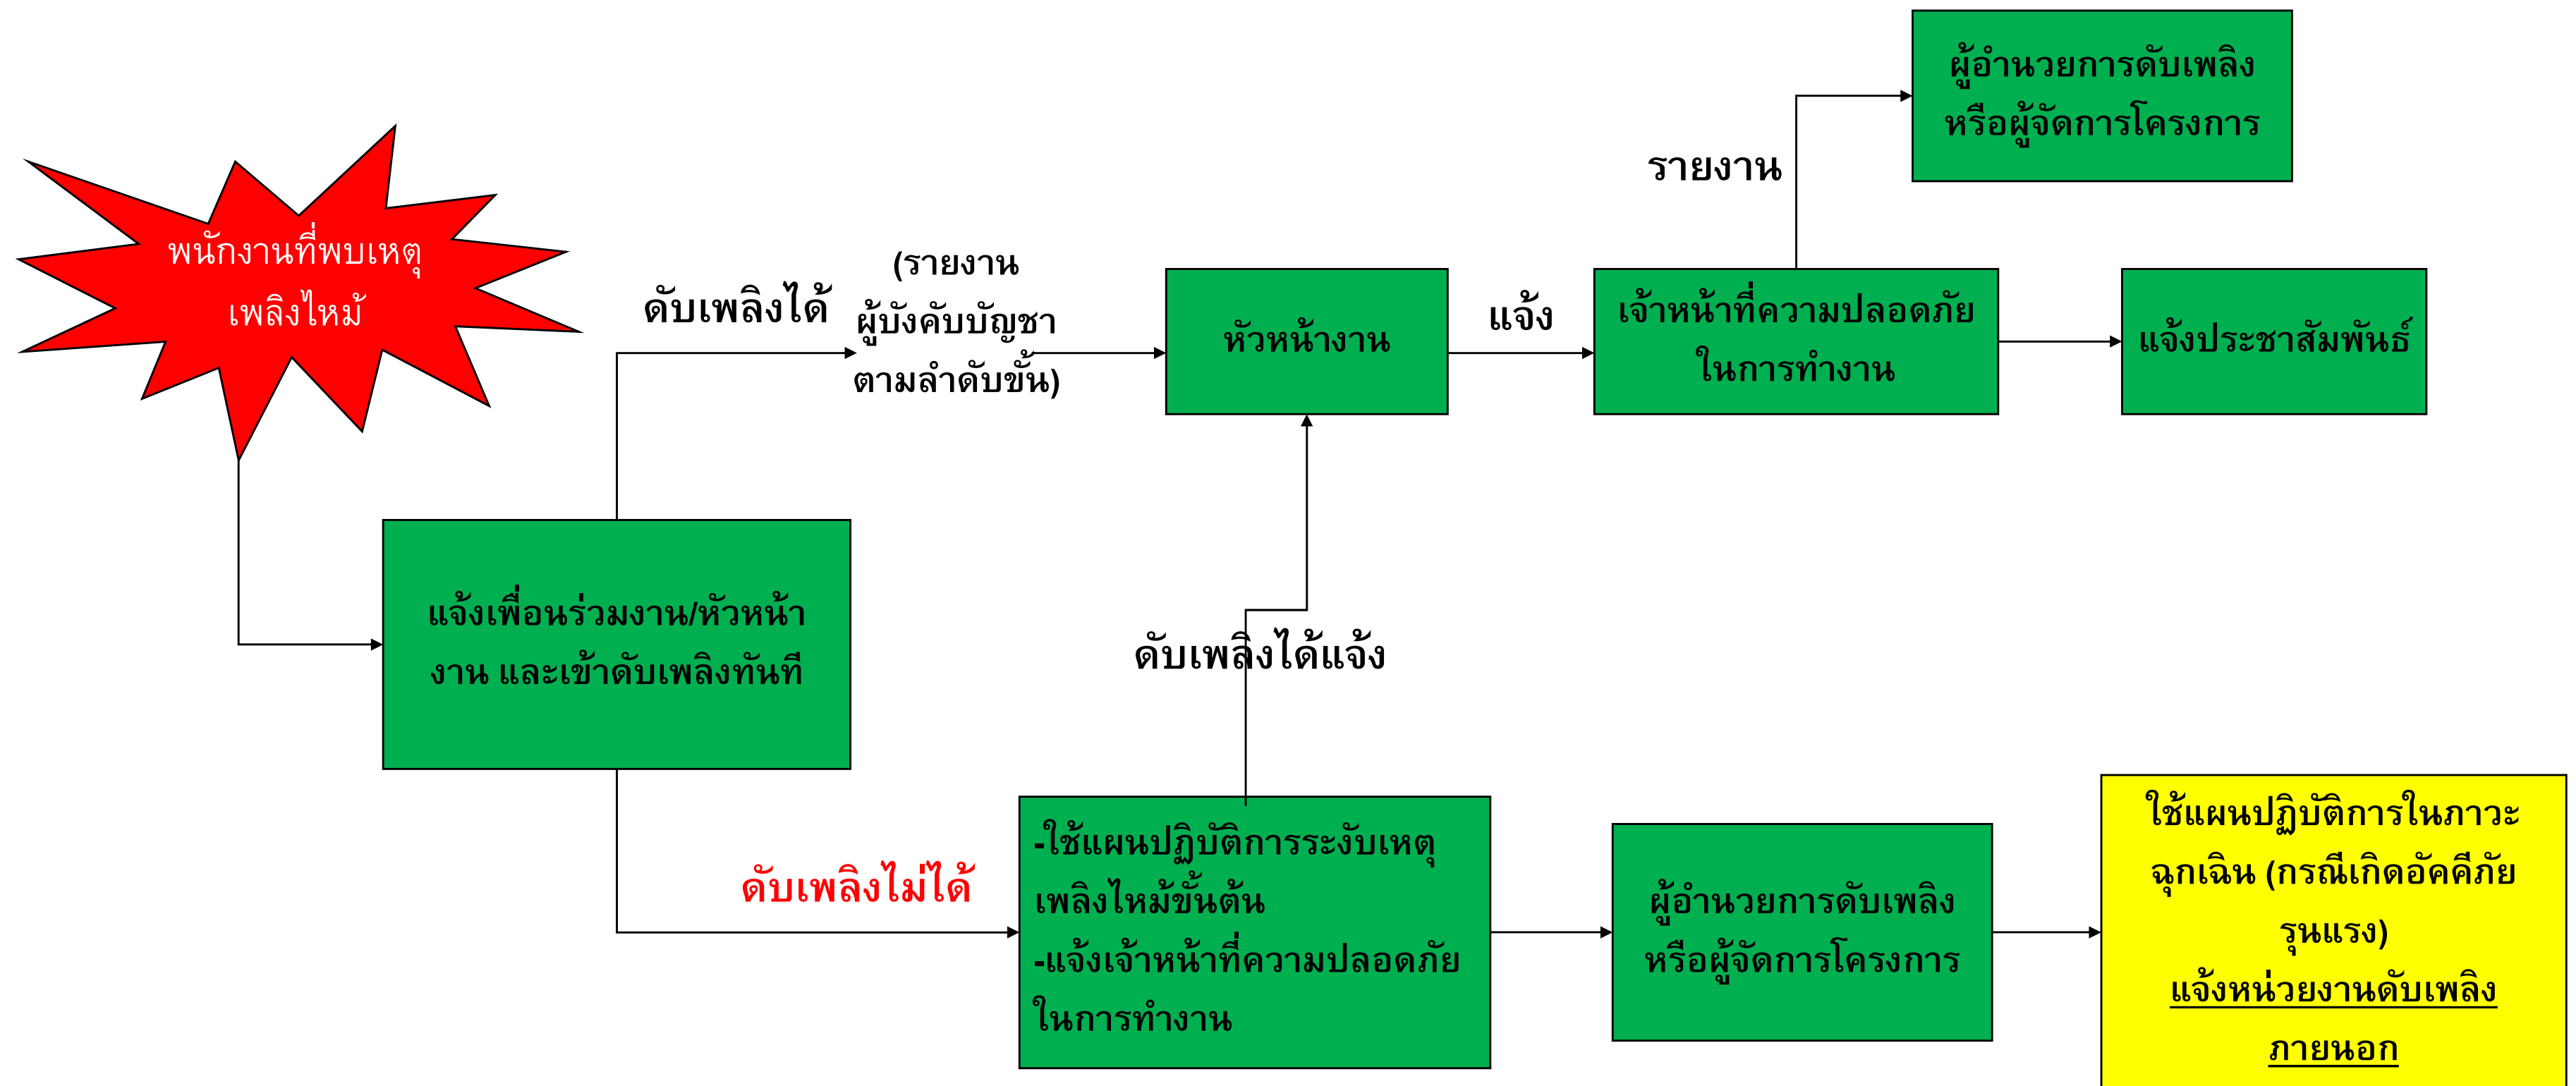 ผู้อำนวยการดับเพลิง
หรือผู้จัดการโครงการ
รายงาน
พนักงานที่พบเหตุ
เพลิงไหม้
ดับเพลิงได้
(รายงาน
ผู้บังคับบัญชา
ตามลำดับขั้น)
หัวหน้างาน
แจ้ง
เจ้าหน้าที่ความปลอดภัย
ในการทำงาน
แจ้งประชาสัมพันธ์
แจ้งเพื่อนร่วมงาน/หัวหน้า
งาน และเข้าดับเพลิงทันที
ดับเพลิงได้แจ้ง
ดับเพลิงไม่ได้
-ใช้แผนปฏิบัติการระงับเหตุ
เพลิงไหม้ขั้นต้น
-แจ้งเจ้าหน้าที่ความปลอดภัย
ในการทำงาน
ผู้อำนวยการดับเพลิง
หรือผู้จัดการโครงการ
ใช้แผนปฏิบัติการในภาวะ
ฉุกเฉิน (กรณีเกิดอัคคีภัย
รุนแรง)
แจ้งหน่วยงานดับเพลิง
ภายนอก